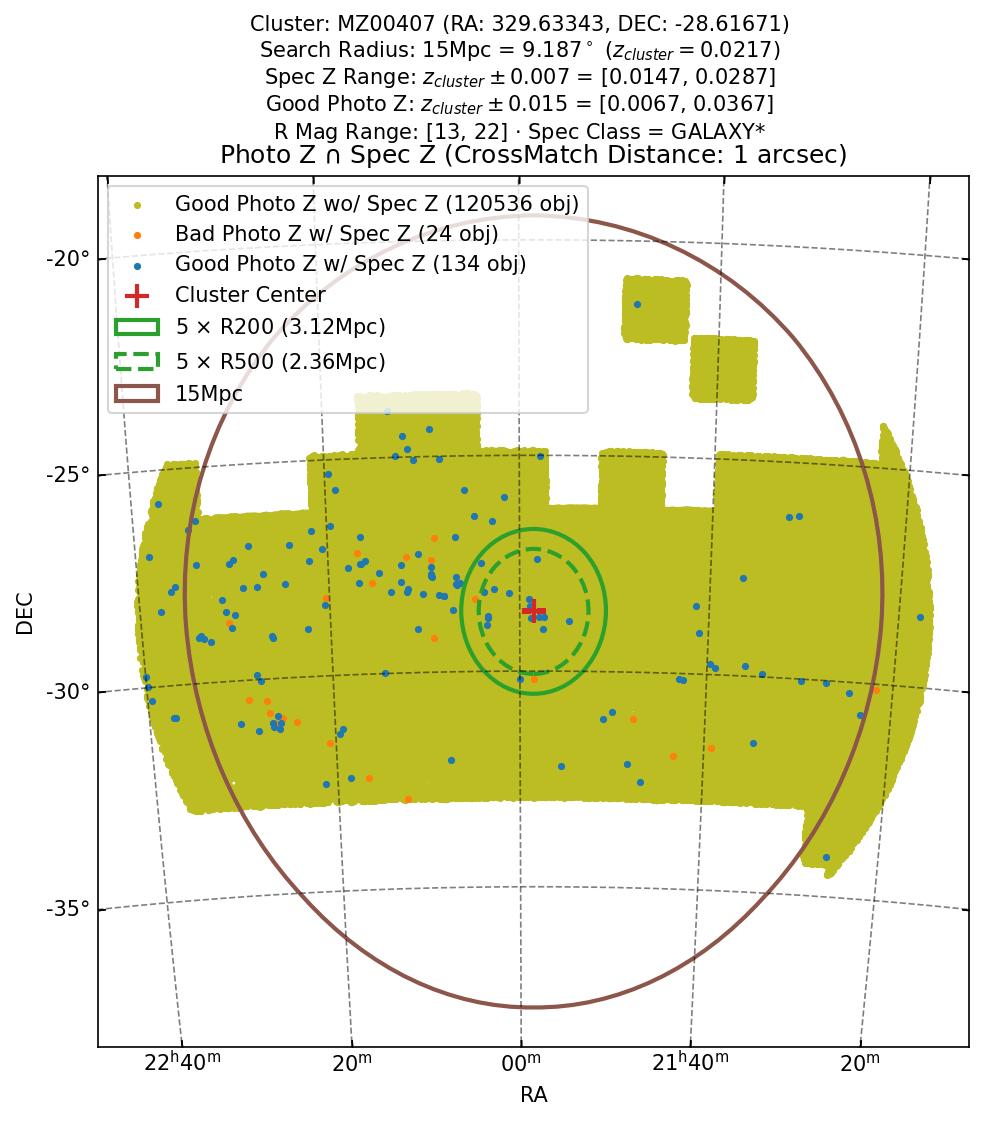 Cluster: MZ00407 (RA: 329.63343, DEC: -28.61671)
Search Radius: 15Mpc = 9.187° (z_cluster = 0.0217)
Spec Z Range: z_cluster ± 0.007 = [0.0147, 0.0287]
Good Photo Z: z_cluster ± 0.015 = [0.0067, 0.0367]
R Mag Range: [13, 22] · Spec Class = GALAXY*
Photo Z ∩ Spec Z (CrossMatch Distance: 1 arcsec)
Good Photo Z wo/ Spec Z (120536 obj)
Bad Photo Z w/ Spec Z (24 obj)
Good Photo Z w/ Spec Z (134 obj)
Cluster Center
5 × R200 (3.12Mpc)
5 × R500 (2.36Mpc)
15Mpc
-20°
-25°
-30°
-35°
DEC
22ʰ40ᵐ 20ᵐ 00ᵐ 21ʰ40ᵐ 20ᵐ
RA